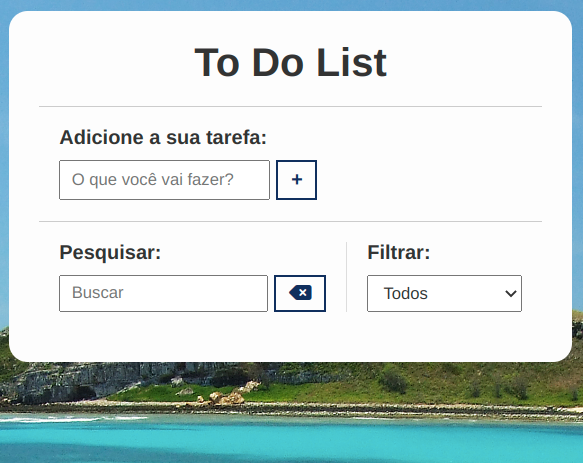 To Do List
Adicione a sua tarefa:
O que você vai fazer?
+
Pesquisar:
Filtrar:
Buscar
Todos